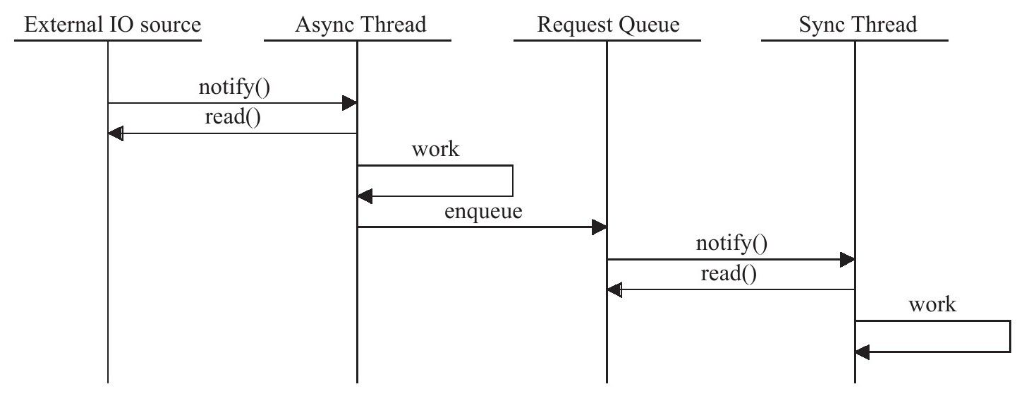 External IO source
Async Thread
Request Queue
Sync Thread
notify()
read()
work
enqueue
notify()
read()
work